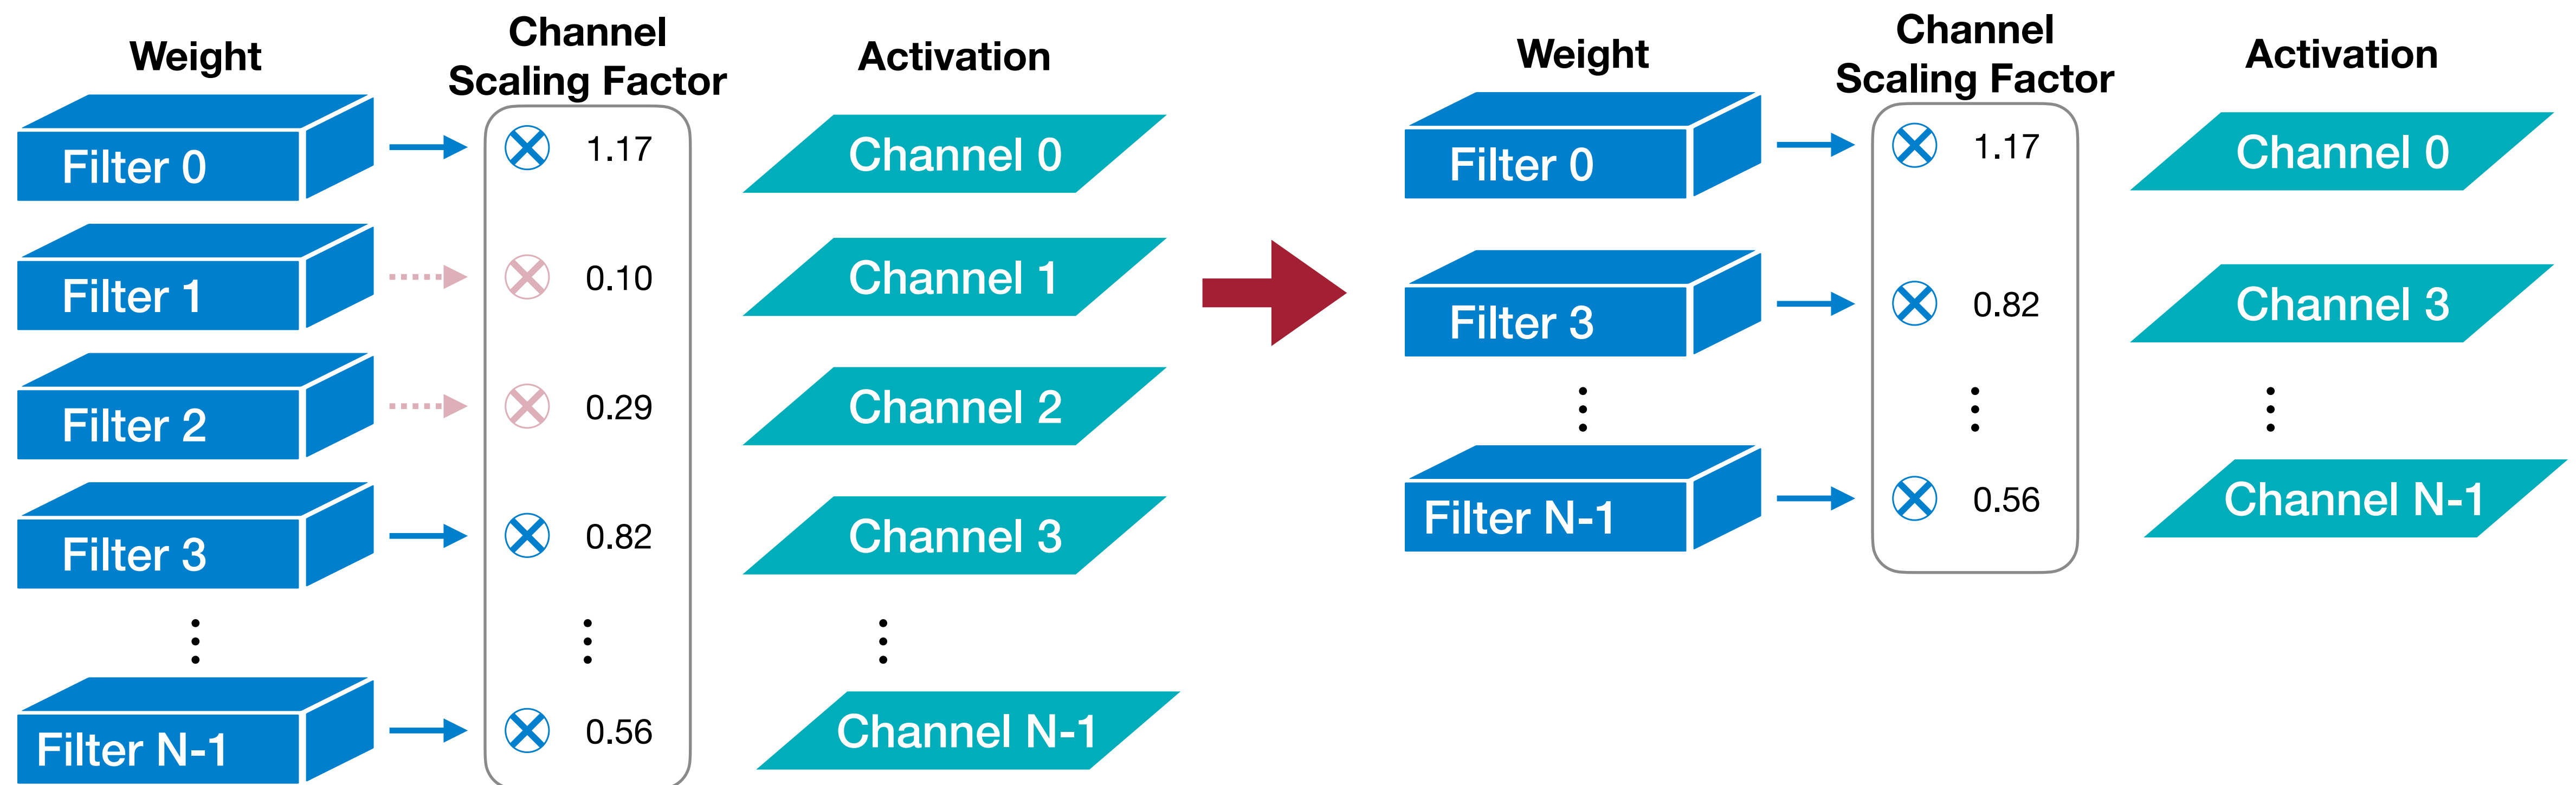 Weight
Channel
Scaling Factor
Activation
Filter 0
1.17
Channel 0
Filter 1
0.10
Channel 1
Filter 2
0.29
Channel 2
Filter 3
0.82
Channel 3
Filter N-1
0.56
Channel N-1
Weight
Channel
Scaling Factor
Activation
Filter 0
1.17
Channel 0
Filter 3
0.82
Channel 3
Filter N-1
0.56
Channel N-1